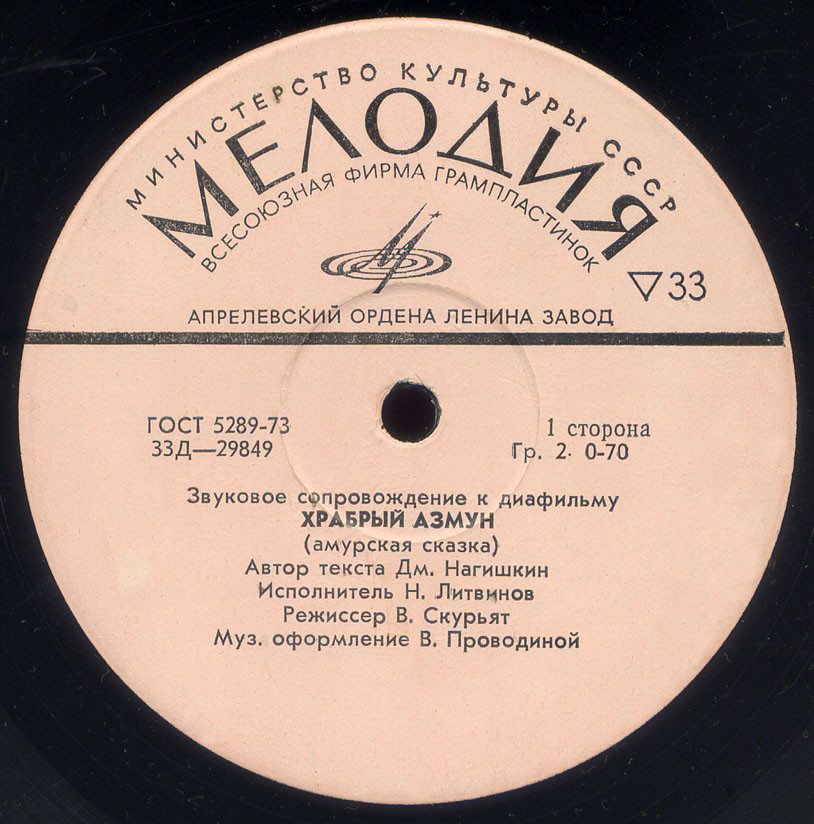 МИНИСТЕРСТВО КУЛЬТУРЫ СССР
МЕЛОДИЯ
ВСЕСОЮЗНАЯ ФИРМА ГРАМПЛАСТИНОК
▽33
АПРЕЛЕВСКИЙ ОРДЕНА ЛЕНИНА ЗАВОД
ГОСТ 5289-73
33Д—29849
1 сторона
Гр. 2. 0-70
Звуковое сопровождение к диафильму
ХРАБРЫЙ АЗМУН
(амурская сказка)
Автор текста Дм. Нагишкин
Исполнитель Н. Литвинов
Режиссер В. Скурьят
Муз. оформление В. Проводиной